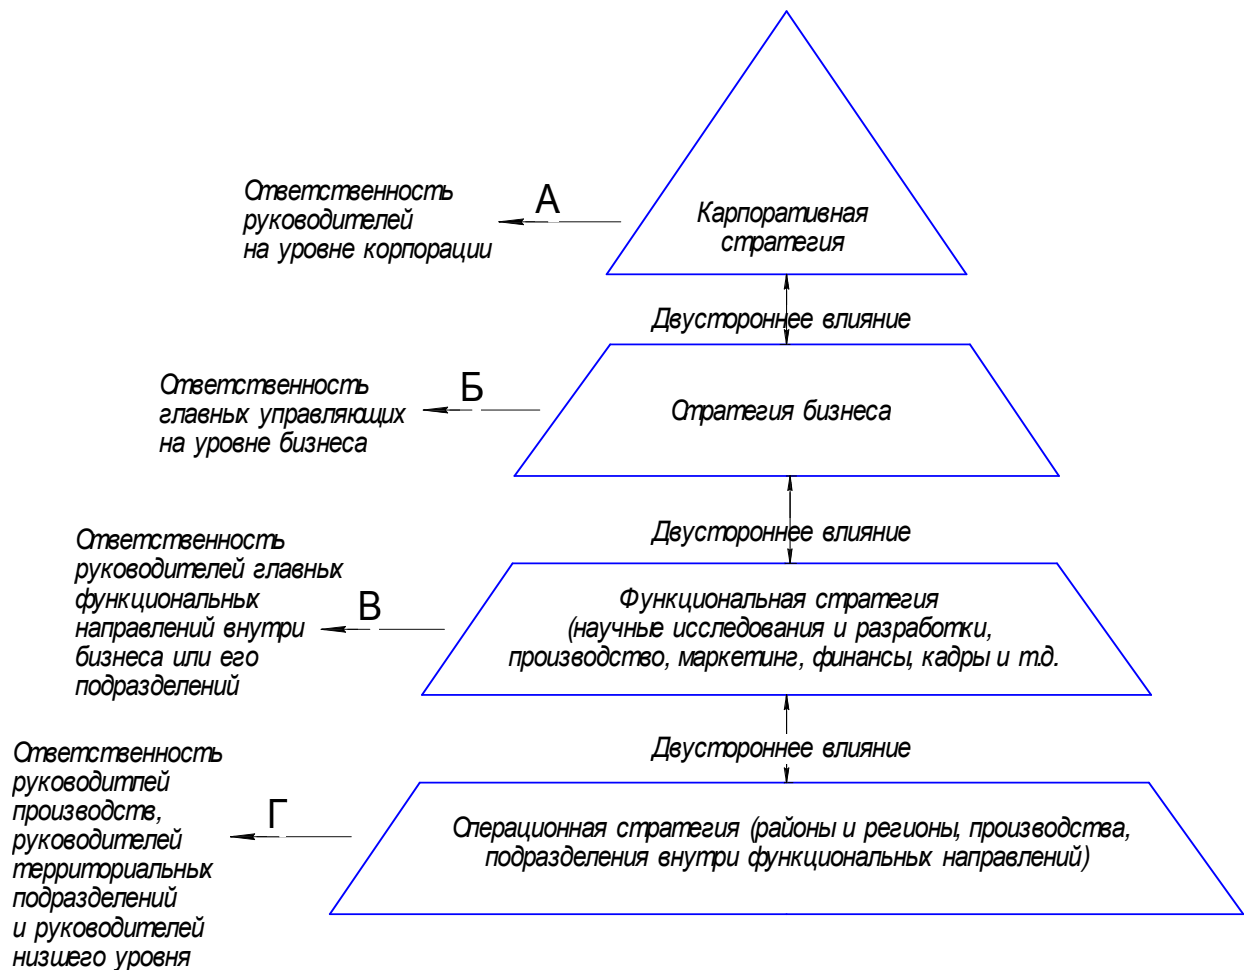 Ответственность
руководителей
на уровне корпорации
А
Карпоративная
стратегия
Двустороннее влияние
Ответственность
главных управляющих
на уровне бизнеса
Б
Стратегия бизнеса
Двустороннее влияние
Ответственность
руководителей главных
функциональных
направлений внутри
бизнеса или его
подразделений
В
Функциональная стратегия
(научные исследования и разработки,
производство, маркетинг, финансы, кадры и т.д.
Двустороннее влияние
Ответственность
руководитлей
производств,
руководителей
территориальных
подразделений
и руководителей
низшего уровня
Г
Операционная стратегия (районы и регионы, производства,
подразделения внутри функциональных направлений)